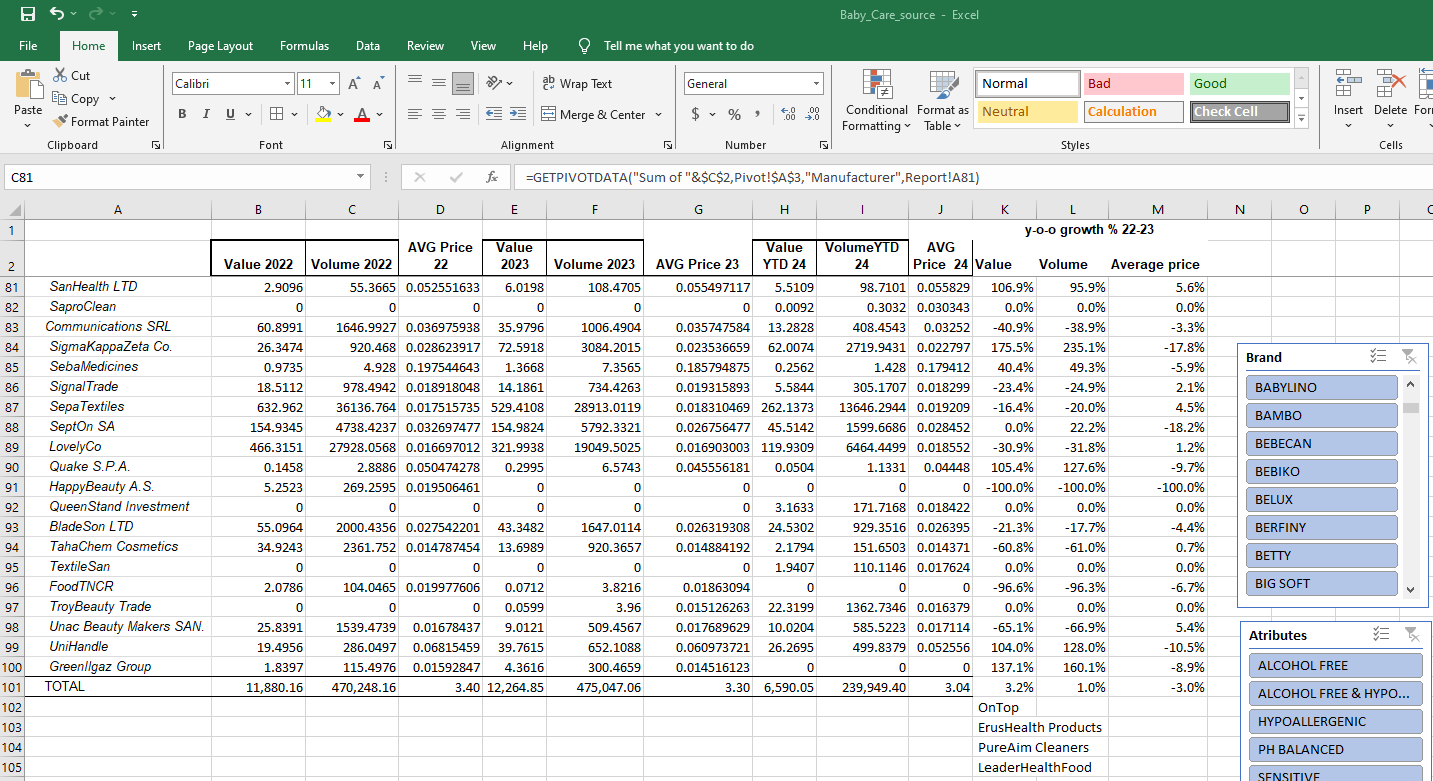 Baby_Care_source - Excel
File Home Insert Page Layout Formulas Data Review View Help Tell me what you want to do
Paste Cut Copy Format Painter
Calibri 11 B I U A A
ab Wrap Text Merge & Center
General $ % ,
Conditional Formatting Format as Table
Normal Bad Good
Neutral Calculation Check Cell
Insert Delete
Clipboard Font Alignment Number Styles Cells
C81 fx =GETPIVOTDATA("Sum of "&$C$2,Pivot!$A$3,"Manufacturer",Report!A81)
A B C D E F G H I J K L M N O P
1 y-o-o growth % 22-23
2 Value 2022 Volume 2022 AVG Price 22 Value 2023 Volume 2023 AVG Price 23 Value YTD 24 VolumeYTD 24 AVG Price 24 Value Volume Average price
81 SanHealth LTD 2.9096 55.3665 0.052551633 6.0198 108.4705 0.055497117 5.5109 98.7101 0.055829 106.9% 95.9% 5.6%
82 SaproClean 0 0 0 0 0 0 0.0092 0.3032 0.030343 0.0% 0.0% 0.0%
83 Communications SRL 60.8991 1646.9927 0.036975938 35.9796 1006.4904 0.035747584 13.2828 408.4543 0.03252 -40.9% -38.9% -3.3%
84 SigmaKappaZeta Co. 26.3474 920.468 0.028623917 72.5918 3084.2015 0.023536659 62.0074 2719.9431 0.022797 175.5% 235.1% -17.8%
85 SebaMedicines 0.9735 4.928 0.197544643 1.3668 7.3565 0.185794875 0.2562 1.428 0.179412 40.4% 49.3% -5.9%
86 SignalTrade 18.5112 978.4942 0.018918048 14.1861 734.4263 0.019315893 5.5844 305.1707 0.018299 -23.4% -24.9% 2.1%
87 SepaTextiles 632.962 36136.764 0.017515735 529.4108 28913.0119 0.018310469 262.1373 13646.2944 0.019209 -16.4% -20.0% 4.5%
88 SeptOn SA 154.9345 4738.4237 0.032697477 154.9824 5792.3321 0.026756477 45.5142 1599.6686 0.028452 0.0% 22.2% -18.2%
89 LovelyCo 466.3151 27928.0568 0.016697012 321.9938 19049.5025 0.016903003 119.9309 6464.4499 0.018552 -30.9% -31.8% 1.2%
90 Quake S.P.A. 0.1458 2.8886 0.050474278 0.2995 6.5743 0.045556181 0.0504 1.1331 0.04448 105.4% 127.6% -9.7%
91 HappyBeauty A.S. 5.2523 269.2595 0.019506461 0 0 0 0 0 0 -100.0% -100.0% -100.0%
92 QueenStand Investment 0 0 0 0 0 0 3.1633 171.7168 0.018422 0.0% 0.0% 0.0%
93 BladeSon LTD 55.0964 2000.4356 0.027542201 43.3482 1647.0114 0.026319308 24.5302 929.3516 0.026395 -21.3% -17.7% -4.4%
94 TahaChem Cosmetics 34.9243 2361.752 0.014787454 13.6989 920.3657 0.014884192 2.1794 151.6503 0.014371 -60.8% -61.0% 0.7%
95 TextileSan 0 0 0 0 0 0 1.9407 110.1146 0.017624 0.0% 0.0% 0.0%
96 FoodTNCR 2.0786 104.0465 0.019977606 0.0712 3.8216 0.01863094 0 0 0 -96.6% -96.3% -6.7%
97 TroyBeauty Trade 0 0 0 0.0599 3.96 0.015126263 22.3199 1362.7346 0.016379 0.0% 0.0% 0.0%
98 Unac Beauty Makers SAN. 25.8391 1539.4739 0.01678437 9.0121 509.4567 0.017689629 10.0204 585.5223 0.017114 -65.1% -66.9% 5.4%
99 UniHandle 19.4956 286.0497 0.06815459 39.7615 652.1088 0.060973721 26.2695 499.8379 0.052556 104.0% 128.0% -10.5%
100 GreenIlgaz Group 1.8397 115.4976 0.01592847 4.3616 300.4659 0.014516123 0 0 0 137.1% 160.1% -8.9%
101 TOTAL 11,880.16 470,248.16 3.40 12,264.85 475,047.06 3.30 6,590.05 239,949.40 3.04 3.2% 1.0% -3.0%
102 OnTop
103 ErusHealth Products
104 PureAim Cleaners
105 LeaderHealthFood
Brand
BABYLINO
BAMBO
BEBECAN
BEBIKO
BELUX
BERFINY
BETTY
BIG SOFT
Atributes
ALCOHOL FREE
ALCOHOL FREE & HYPO...
HYPOALLERGENIC
PH BALANCED
SENSITIVE